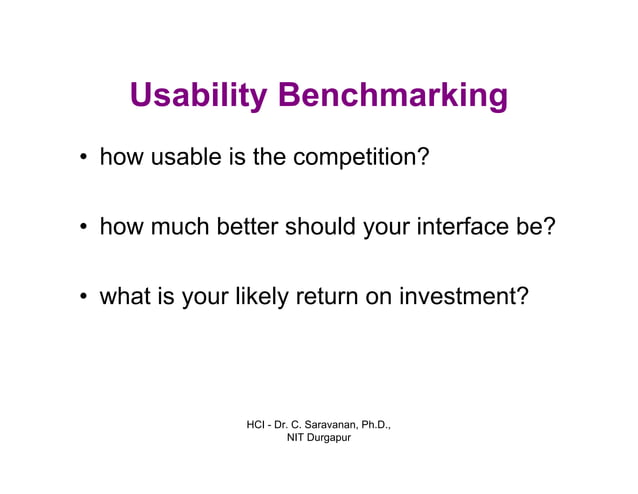 Usability Benchmarking
• how usable is the competition?
• how much better should your interface be?
• what is your likely return on investment?
HCI - Dr. C. Saravanan, Ph.D.,
NIT Durgapur